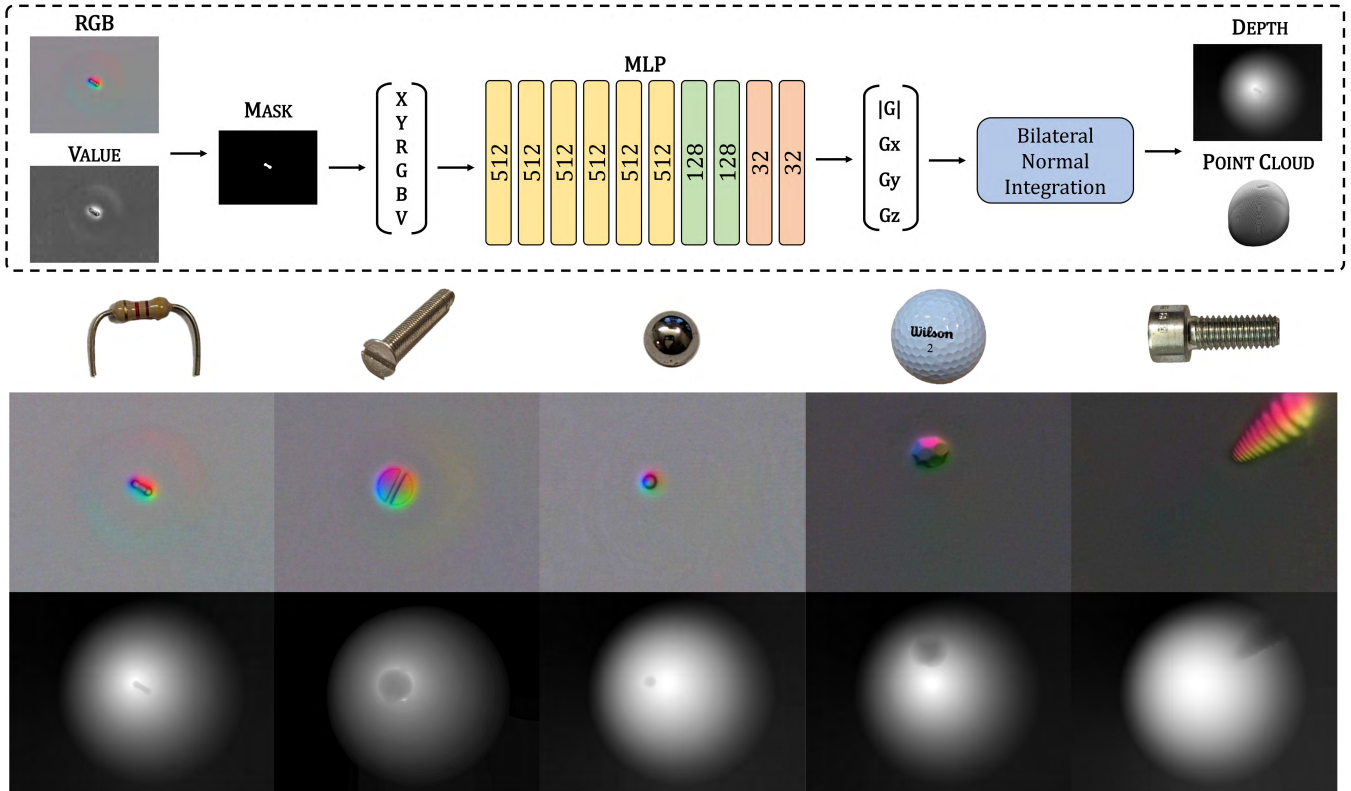 RGB
VALUE
MASK
X
Y
R
G
B
V
MLP
512
512
512
512
512
512
128
128
32
32
|G|
Gx
Gy
Gz
Bilateral
Normal
Integration
DEPTH
POINT CLOUD
Wilson
2